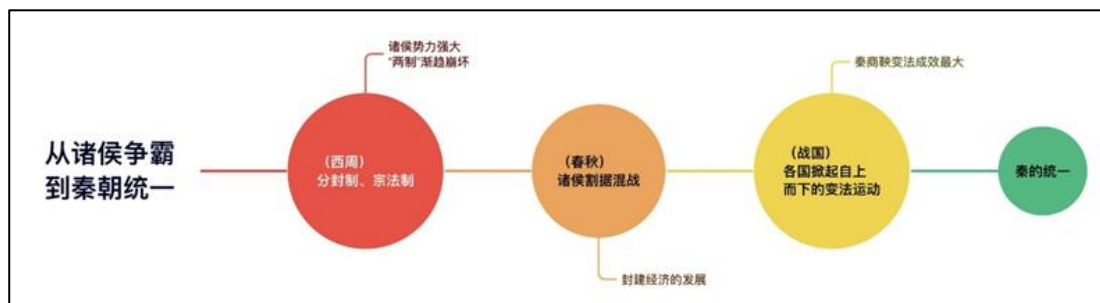 从诸侯争霸
到秦朝统一
诸侯势力强大
“两制”渐趋崩坏
（西周）
分封制、宗法制
（春秋）
诸侯割据混战
封建经济的发展
秦商鞅变法成效最大
（战国）
各国掀起自上
而下的变法运动
秦的统一